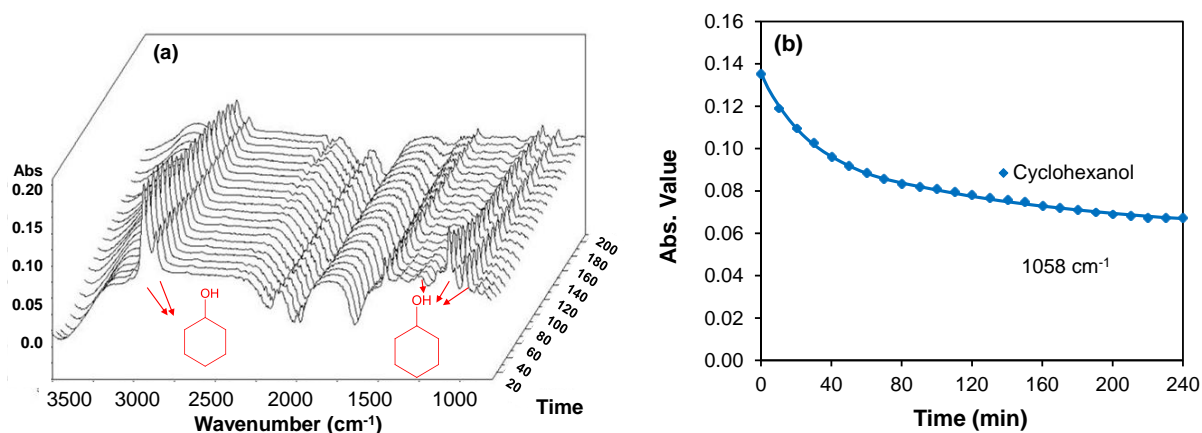 (a)
Abs
0.20
0.15
0.10
0.05
0.0
OH
OH
3500 3000 2500 2000 1500 1000
Wavenumber (cm-1)
20 40 60 80 100 120 140 160 180 200
Time
(b)
0.16
0.14
0.12
0.10
0.08
0.06
0.04
0.02
0.00
Abs. Value
Cyclohexanol
1058 cm-1
0 40 80 120 160 200 240
Time (min)